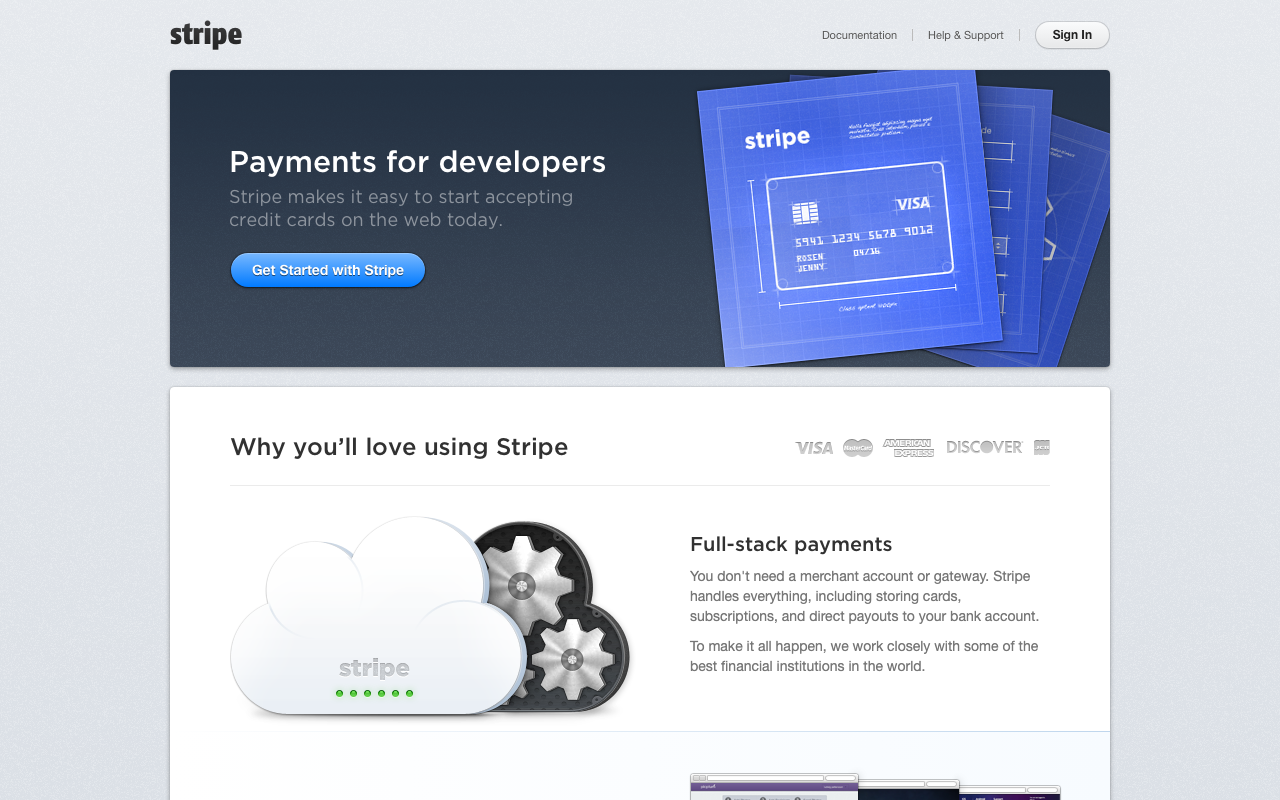 stripe
Documentation
Help & Support
Sign In
Payments for developers
Stripe makes it easy to start accepting
credit cards on the web today.
Get Started with Stripe
stripe
VISA
5941 1234 5678 9012
ROSEN 04/16
JENNY
Why you’ll love using Stripe
VISA MasterCard AMERICAN EXPRESS DISCOVER JCB
Full-stack payments
You don't need a merchant account or gateway. Stripe
handles everything, including storing cards,
subscriptions, and direct payouts to your bank account.
To make it all happen, we work closely with some of the
best financial institutions in the world.
stripe